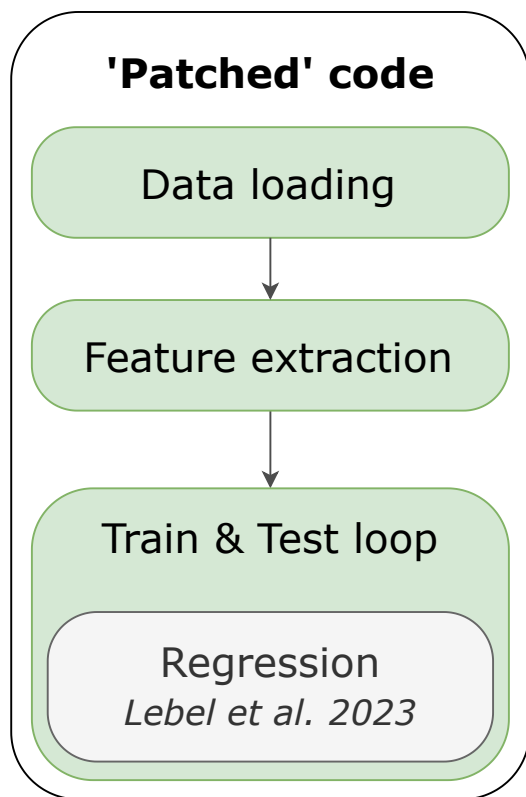 'Patched' code
Data loading
Feature extraction
Train & Test loop
Regression
Lebel et al. 2023